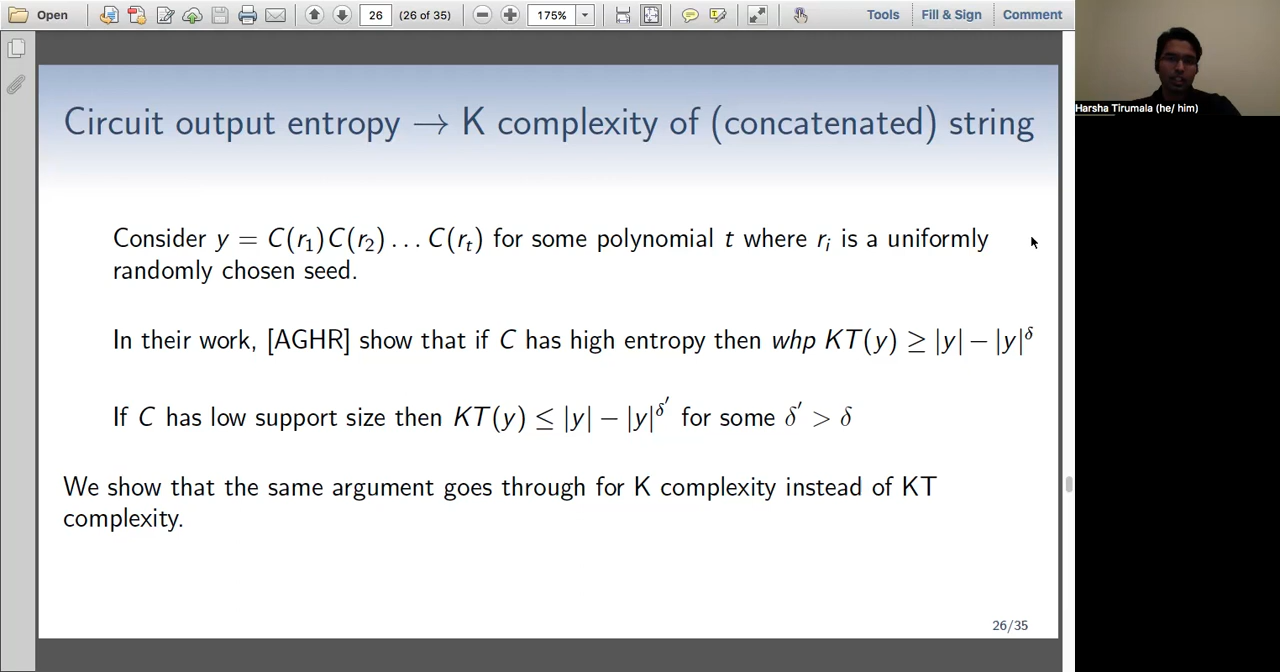 Open
26
(26 of 35)
175%
Tools
Fill & Sign
Comment
Harsha Tirumala (he/ him)
Circuit output entropy → K complexity of (concatenated) string
Consider y = C(r₁)C(r₂) . . . C(rₜ) for some polynomial t where rᵢ is a uniformly
randomly chosen seed.
In their work, [AGHR] show that if C has high entropy then whp KT(y) ≥ |y| − |y|^δ
If C has low support size then KT(y) ≤ |y| − |y|^δ′ for some δ′ > δ
We show that the same argument goes through for K complexity instead of KT
complexity.
26/35